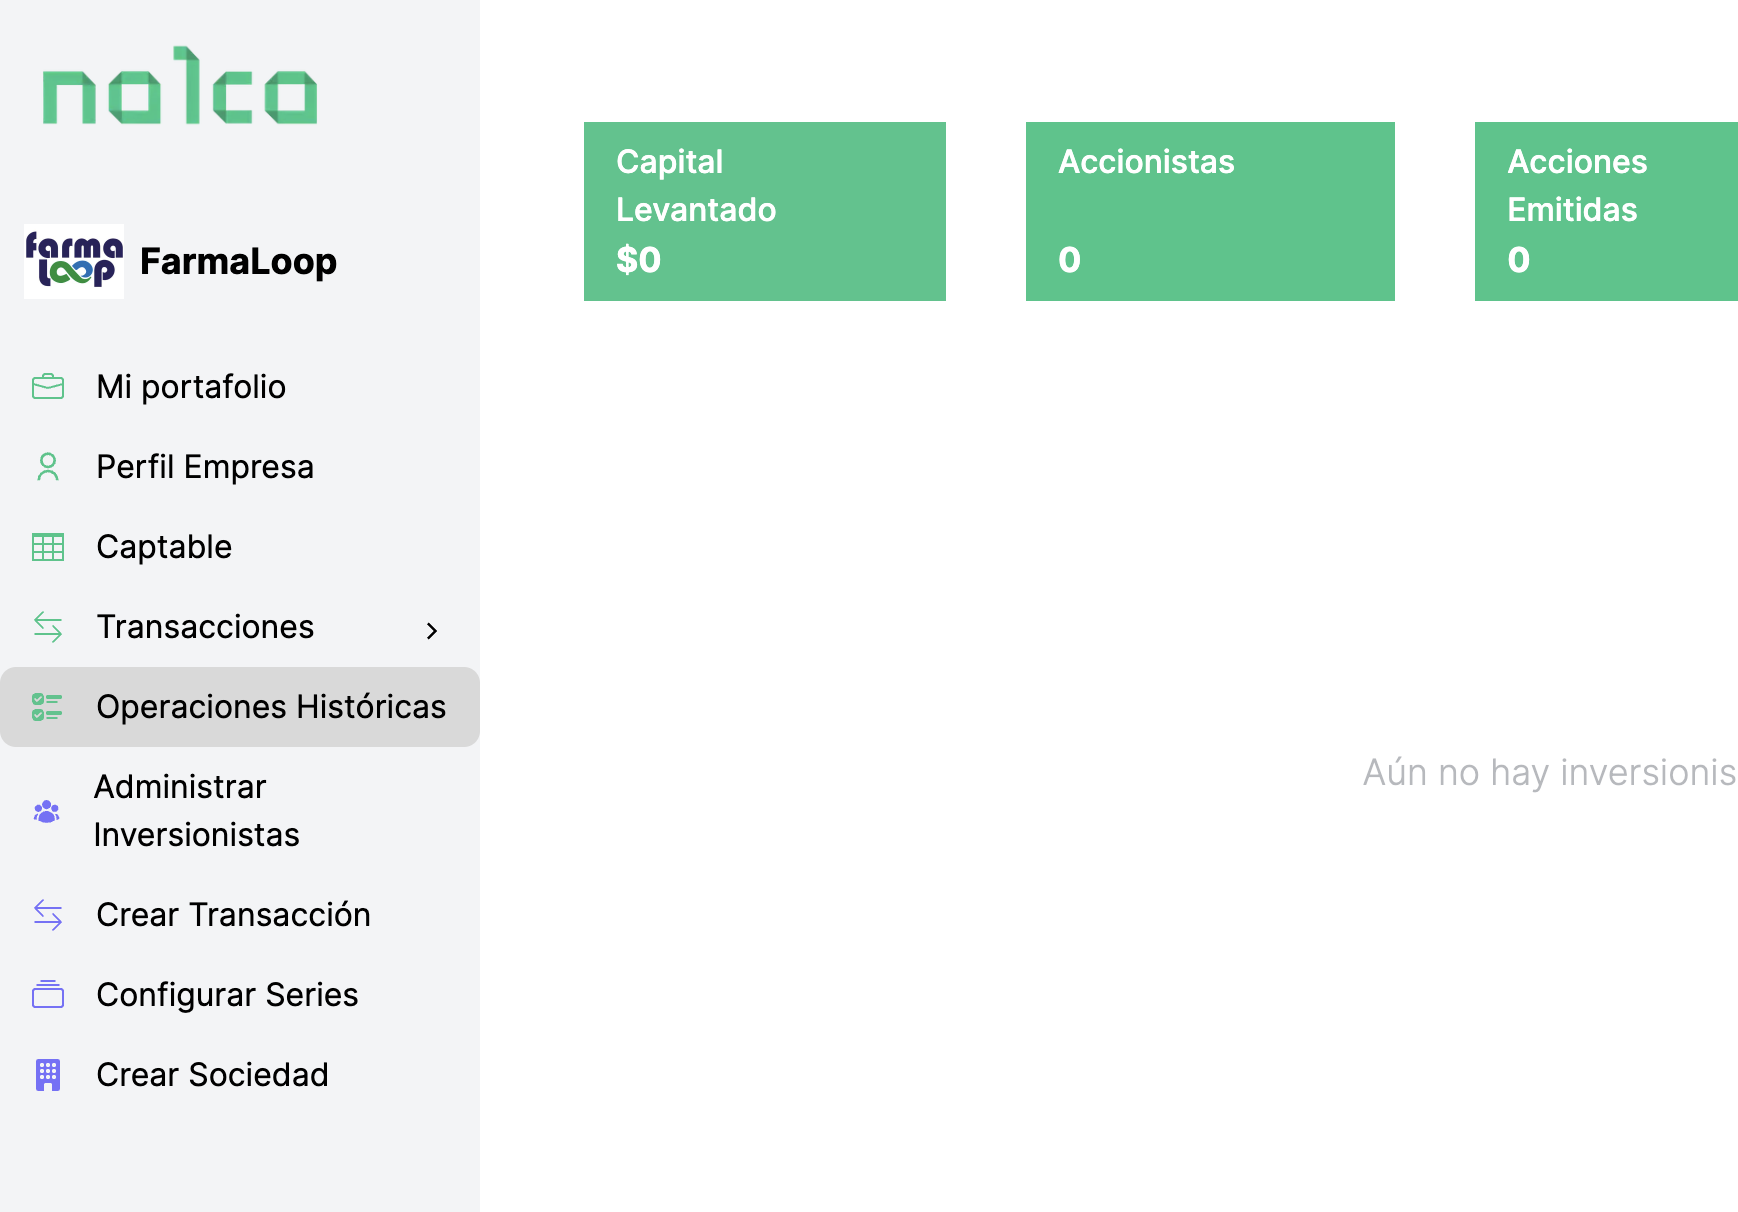 nalco
farma
loop
FarmaLoop
Mi portafolio
Perfil Empresa
Captable
Transacciones
Operaciones Históricas
Administrar
Inversionistas
Crear Transacción
Configurar Series
Crear Sociedad
Capital
Levantado
$0
Accionistas
0
Acciones
Emitidas
0
Aún no hay inversionis